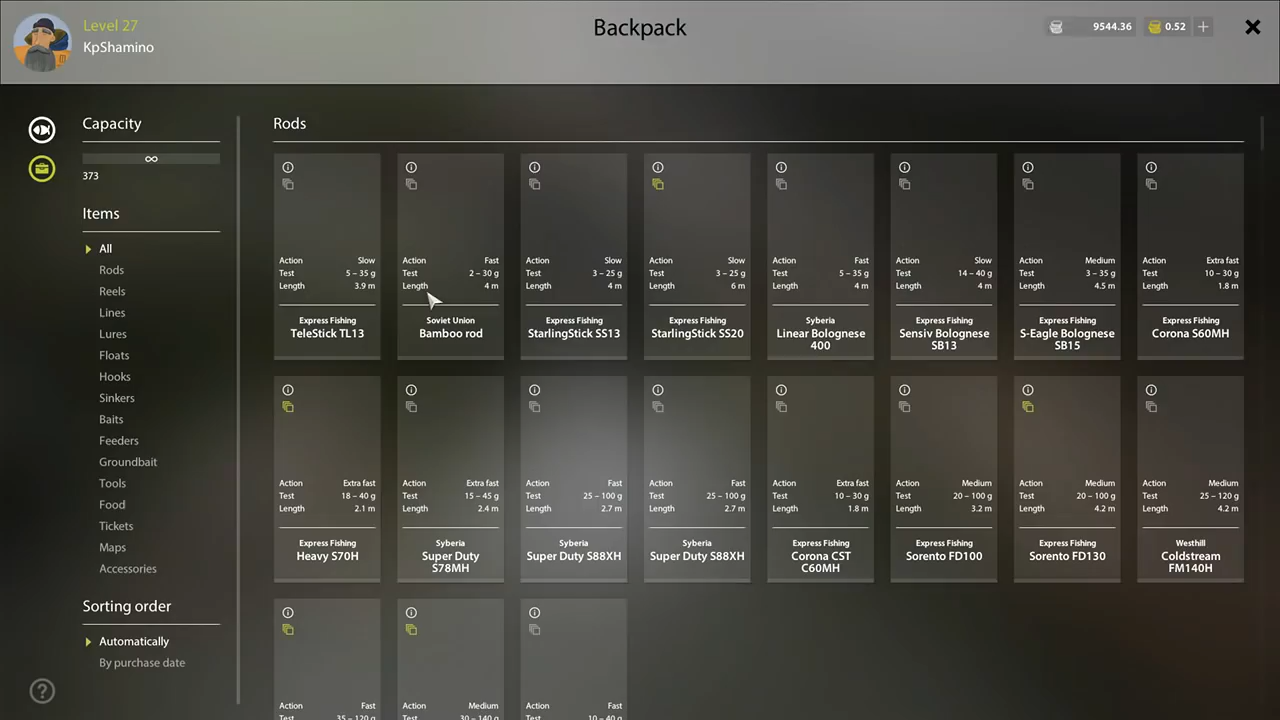 Level 27
KpShamino
Backpack
9544.36
0.52
Capacity
∞
373
Items
All
Rods
Reels
Lines
Lures
Floats
Hooks
Sinkers
Baits
Feeders
Groundbait
Tools
Food
Tickets
Maps
Accessories
Sorting order
Automatically
By purchase date
Rods
Action Slow
Test 5 – 35 g
Length 3.9 m
Express Fishing
TeleStick TL13
Action Fast
Test 2 – 30 g
Length 4 m
Soviet Union
Bamboo rod
Action Slow
Test 3 – 25 g
Length 4 m
Express Fishing
StarlingStick SS13
Action Slow
Test 3 – 25 g
Length 6 m
Express Fishing
StarlingStick SS20
Action Fast
Test 5 – 35 g
Length 4 m
Syberia
Linear Bolognese
400
Action Slow
Test 14 – 40 g
Length 4 m
Express Fishing
Sensiv Bolognese
SB13
Action Medium
Test 3 – 35 g
Length 4.5 m
Express Fishing
S-Eagle Bolognese
SB15
Action Extra fast
Test 10 – 30 g
Length 1.8 m
Express Fishing
Corona S60MH
Action Extra fast
Test 18 – 40 g
Length 2.1 m
Express Fishing
Heavy S70H
Action Extra fast
Test 15 – 45 g
Length 2.4 m
Syberia
Super Duty
S78MH
Action Fast
Test 25 – 100 g
Length 2.7 m
Syberia
Super Duty S88XH
Action Fast
Test 25 – 100 g
Length 2.7 m
Syberia
Super Duty S88XH
Action Extra fast
Test 10 – 30 g
Length 1.8 m
Express Fishing
Corona CST
C60MH
Action Medium
Test 20 – 100 g
Length 3.2 m
Express Fishing
Sorento FD100
Action Medium
Test 20 – 100 g
Length 4.2 m
Express Fishing
Sorento FD130
Action Medium
Test 25 – 120 g
Length 4.2 m
Westhill
Coldstream
FM140H
Action Fast
Test 35 – 120 g
Action Medium
Test 30 – 140 g
Action Fast
Test 10 – 40 g